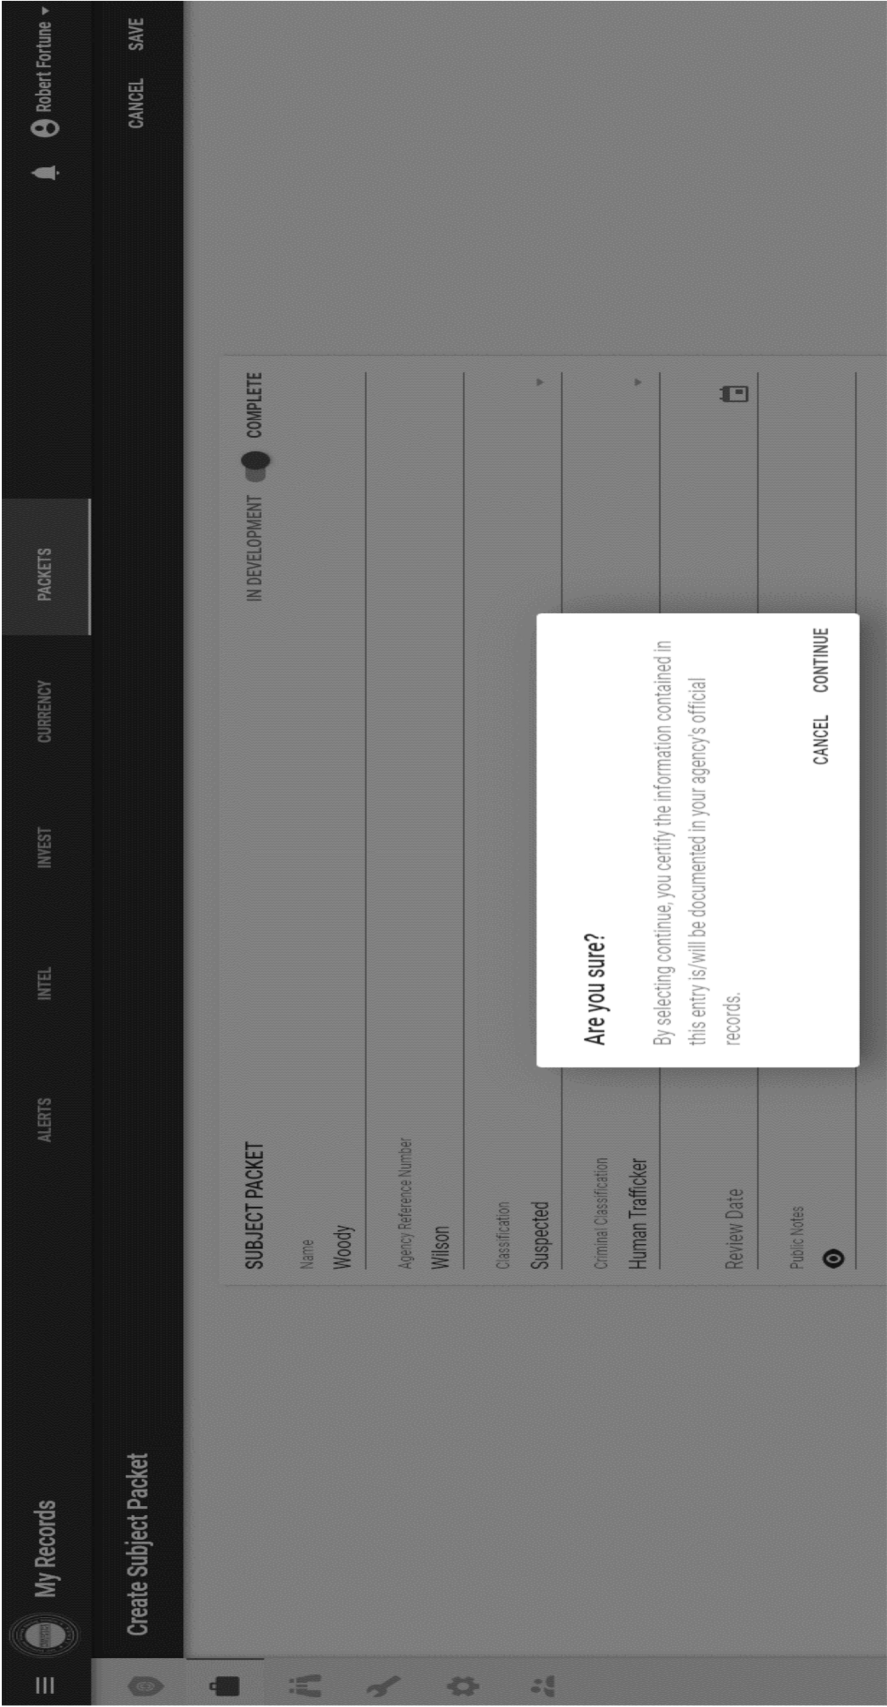 My Records
ALERTS
INTEL
INVEST
CURRENCY
PACKETS
Robert Fortune
Create Subject Packet
CANCEL SAVE
SUBJECT PACKET
IN DEVELOPMENT COMPLETE
Name
Woody
Agency Reference Number
Wilson
Classification
Suspected
Criminal Classification
Human Trafficker
Review Date
Public Notes
Are you sure?
By selecting continue, you certify the information contained in
this entry is/will be documented in your agency's official
records.
CANCEL CONTINUE